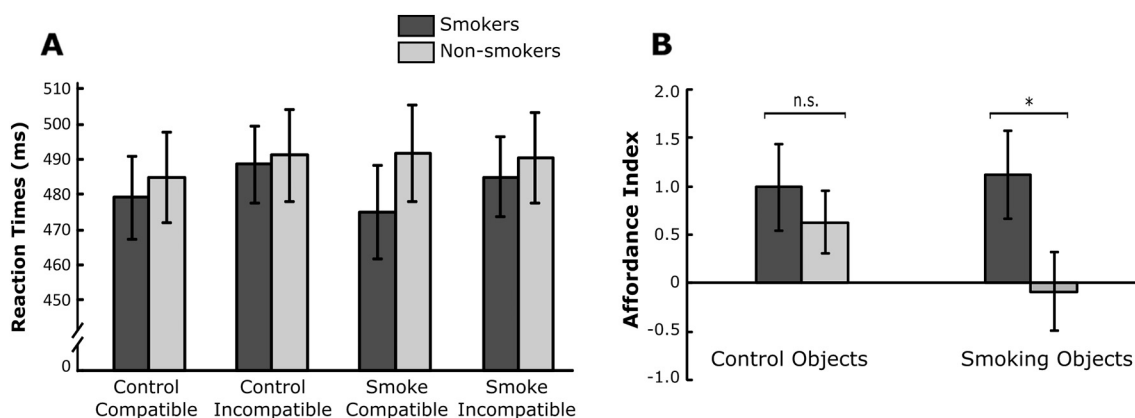 A
Smokers
Non-smokers
Reaction Times (ms)
510
500
490
480
470
460
450
0
Control Compatible
Control Incompatible
Smoke Compatible
Smoke Incompatible
B
Affordance Index
2.0
1.5
1.0
0.5
0
-0.5
-1.0
n.s.
*
Control Objects
Smoking Objects